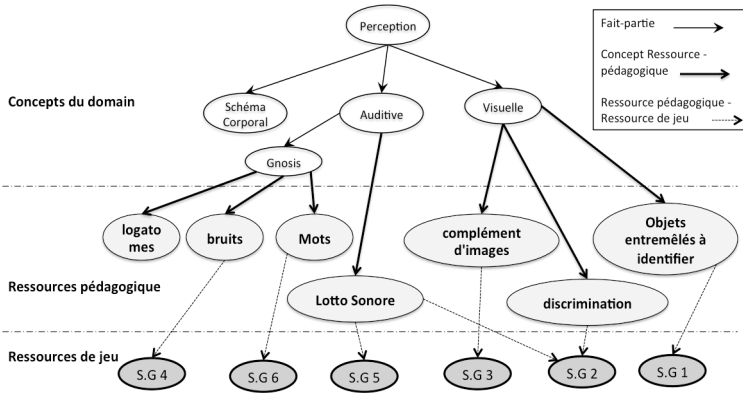 Perception
Fait-partie
Concept Ressource -
pédagogique
Ressource pédagogique -
Ressource de jeu
Concepts du domain
Schéma
Corporal
Auditive
Visuelle
Gnosis
logato
mes
bruits
Mots
complément
d'images
Objets
entremêlés à
identifier
Ressources pédagogique
Lotto Sonore
discrimination
Ressources de jeu
S.G 4
S.G 6
S.G 5
S.G 3
S.G 2
S.G 1